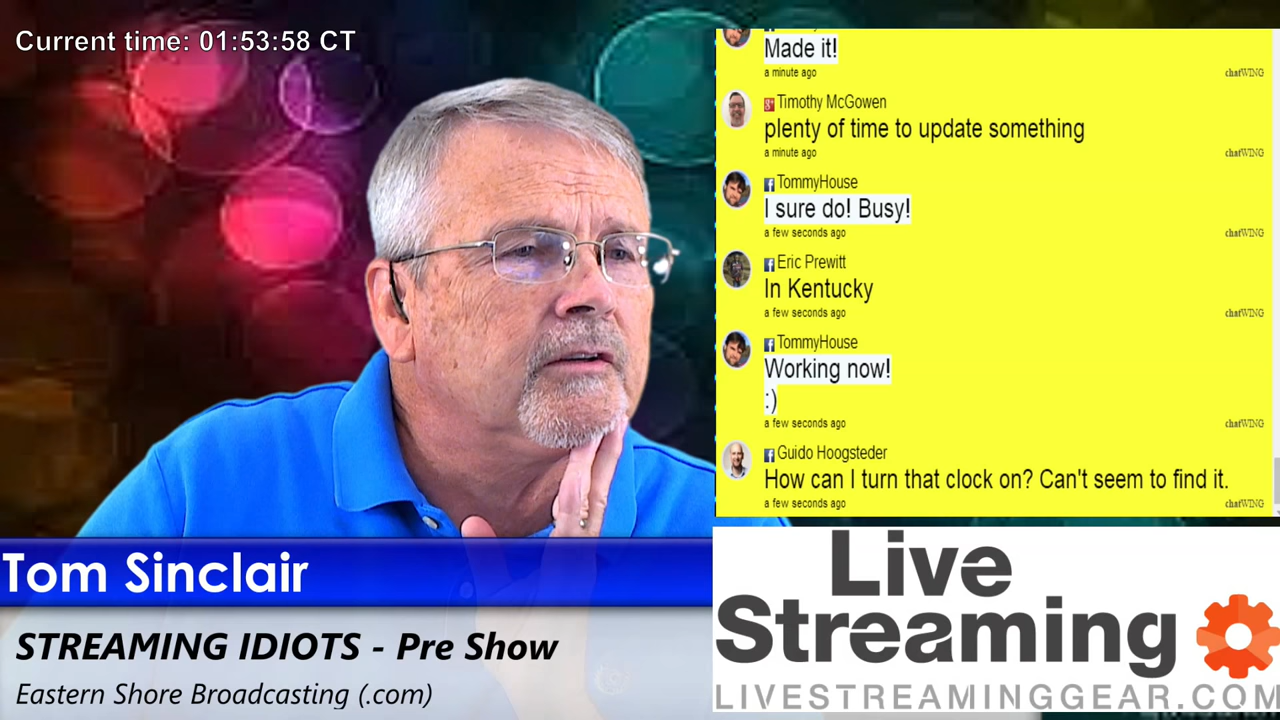 Current time: 01:53:58 CT
Made it!
a minute ago
chatWING
Timothy McGowen
plenty of time to update something
a minute ago
chatWING
TommyHouse
I sure do! Busy!
a few seconds ago
chatWING
Eric Prewitt
In Kentucky
a few seconds ago
chatWING
TommyHouse
Working now!
:)
a few seconds ago
chatWING
Guido Hoogsteder
How can I turn that clock on? Can't seem to find it.
a few seconds ago
chatWING
Tom Sinclair
STREAMING IDIOTS - Pre Show
Eastern Shore Broadcasting (.com)
Live
Streaming
LIVESTREAMINGGEAR.COM